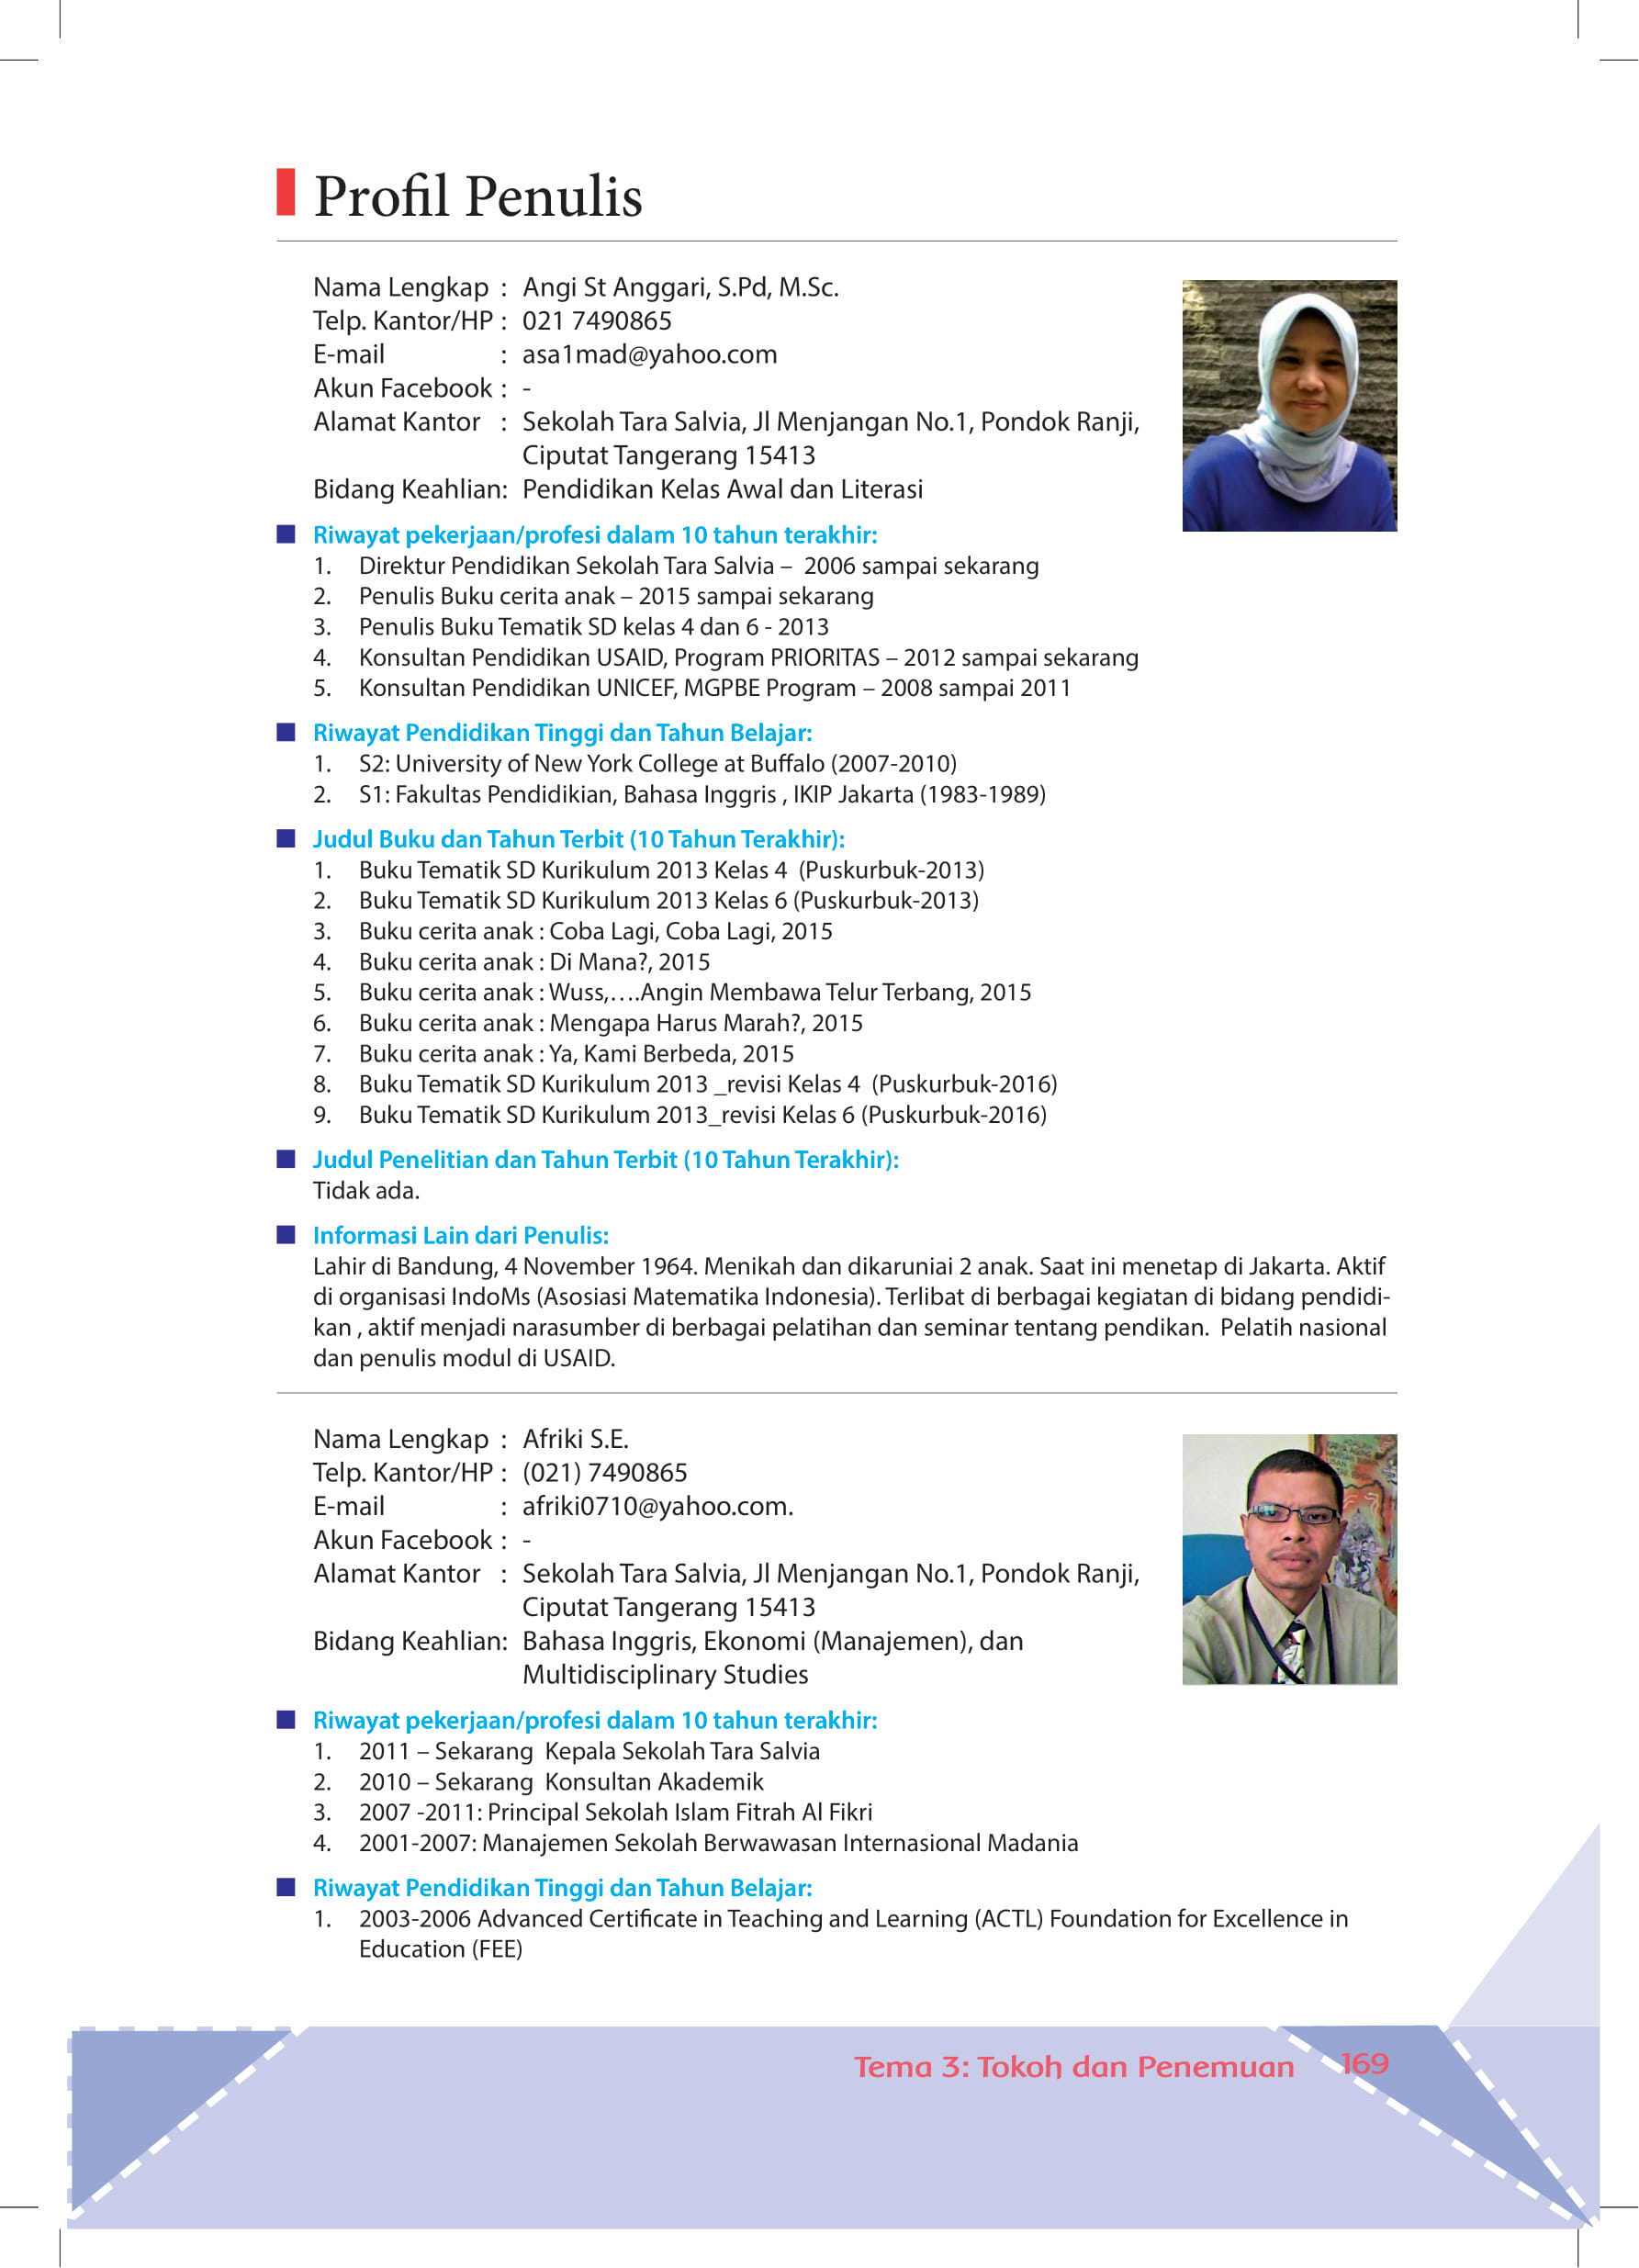 Profil Penulis
Nama Lengkap : Angi St Anggari, S.Pd, M.Sc.
Telp. Kantor/HP : 021 7490865
E-mail : asa1mad@yahoo.com
Akun Facebook : -
Alamat Kantor : Sekolah Tara Salvia, Jl Menjangan No.1, Pondok Ranji,
Ciputat Tangerang 15413
Bidang Keahlian: Pendidikan Kelas Awal dan Literasi
Riwayat pekerjaan/profesi dalam 10 tahun terakhir:
1. Direktur Pendidikan Sekolah Tara Salvia – 2006 sampai sekarang
2. Penulis Buku cerita anak – 2015 sampai sekarang
3. Penulis Buku Tematik SD kelas 4 dan 6 - 2013
4. Konsultan Pendidikan USAID, Program PRIORITAS – 2012 sampai sekarang
5. Konsultan Pendidikan UNICEF, MGPBE Program – 2008 sampai 2011
Riwayat Pendidikan Tinggi dan Tahun Belajar:
1. S2: University of New York College at Buffalo (2007-2010)
2. S1: Fakultas Pendidikian, Bahasa Inggris , IKIP Jakarta (1983-1989)
Judul Buku dan Tahun Terbit (10 Tahun Terakhir):
1. Buku Tematik SD Kurikulum 2013 Kelas 4 (Puskurbuk-2013)
2. Buku Tematik SD Kurikulum 2013 Kelas 6 (Puskurbuk-2013)
3. Buku cerita anak : Coba Lagi, Coba Lagi, 2015
4. Buku cerita anak : Di Mana?, 2015
5. Buku cerita anak : Wuss,….Angin Membawa Telur Terbang, 2015
6. Buku cerita anak : Mengapa Harus Marah?, 2015
7. Buku cerita anak : Ya, Kami Berbeda, 2015
8. Buku Tematik SD Kurikulum 2013 _revisi Kelas 4 (Puskurbuk-2016)
9. Buku Tematik SD Kurikulum 2013_revisi Kelas 6 (Puskurbuk-2016)
Judul Penelitian dan Tahun Terbit (10 Tahun Terakhir):
Tidak ada.
Informasi Lain dari Penulis:
Lahir di Bandung, 4 November 1964. Menikah dan dikaruniai 2 anak. Saat ini menetap di Jakarta. Aktif
di organisasi IndoMs (Asosiasi Matematika Indonesia). Terlibat di berbagai kegiatan di bidang pendidi-
kan , aktif menjadi narasumber di berbagai pelatihan dan seminar tentang pendikan. Pelatih nasional
dan penulis modul di USAID.
Nama Lengkap : Afriki S.E.
Telp. Kantor/HP : (021) 7490865
E-mail : afriki0710@yahoo.com.
Akun Facebook : -
Alamat Kantor : Sekolah Tara Salvia, Jl Menjangan No.1, Pondok Ranji,
Ciputat Tangerang 15413
Bidang Keahlian: Bahasa Inggris, Ekonomi (Manajemen), dan
Multidisciplinary Studies
Riwayat pekerjaan/profesi dalam 10 tahun terakhir:
1. 2011 – Sekarang Kepala Sekolah Tara Salvia
2. 2010 – Sekarang Konsultan Akademik
3. 2007 -2011: Principal Sekolah Islam Fitrah Al Fikri
4. 2001-2007: Manajemen Sekolah Berwawasan Internasional Madania
Riwayat Pendidikan Tinggi dan Tahun Belajar:
1. 2003-2006 Advanced Certificate in Teaching and Learning (ACTL) Foundation for Excellence in
Education (FEE)
Tema 3: Tokoh dan Penemuan 169